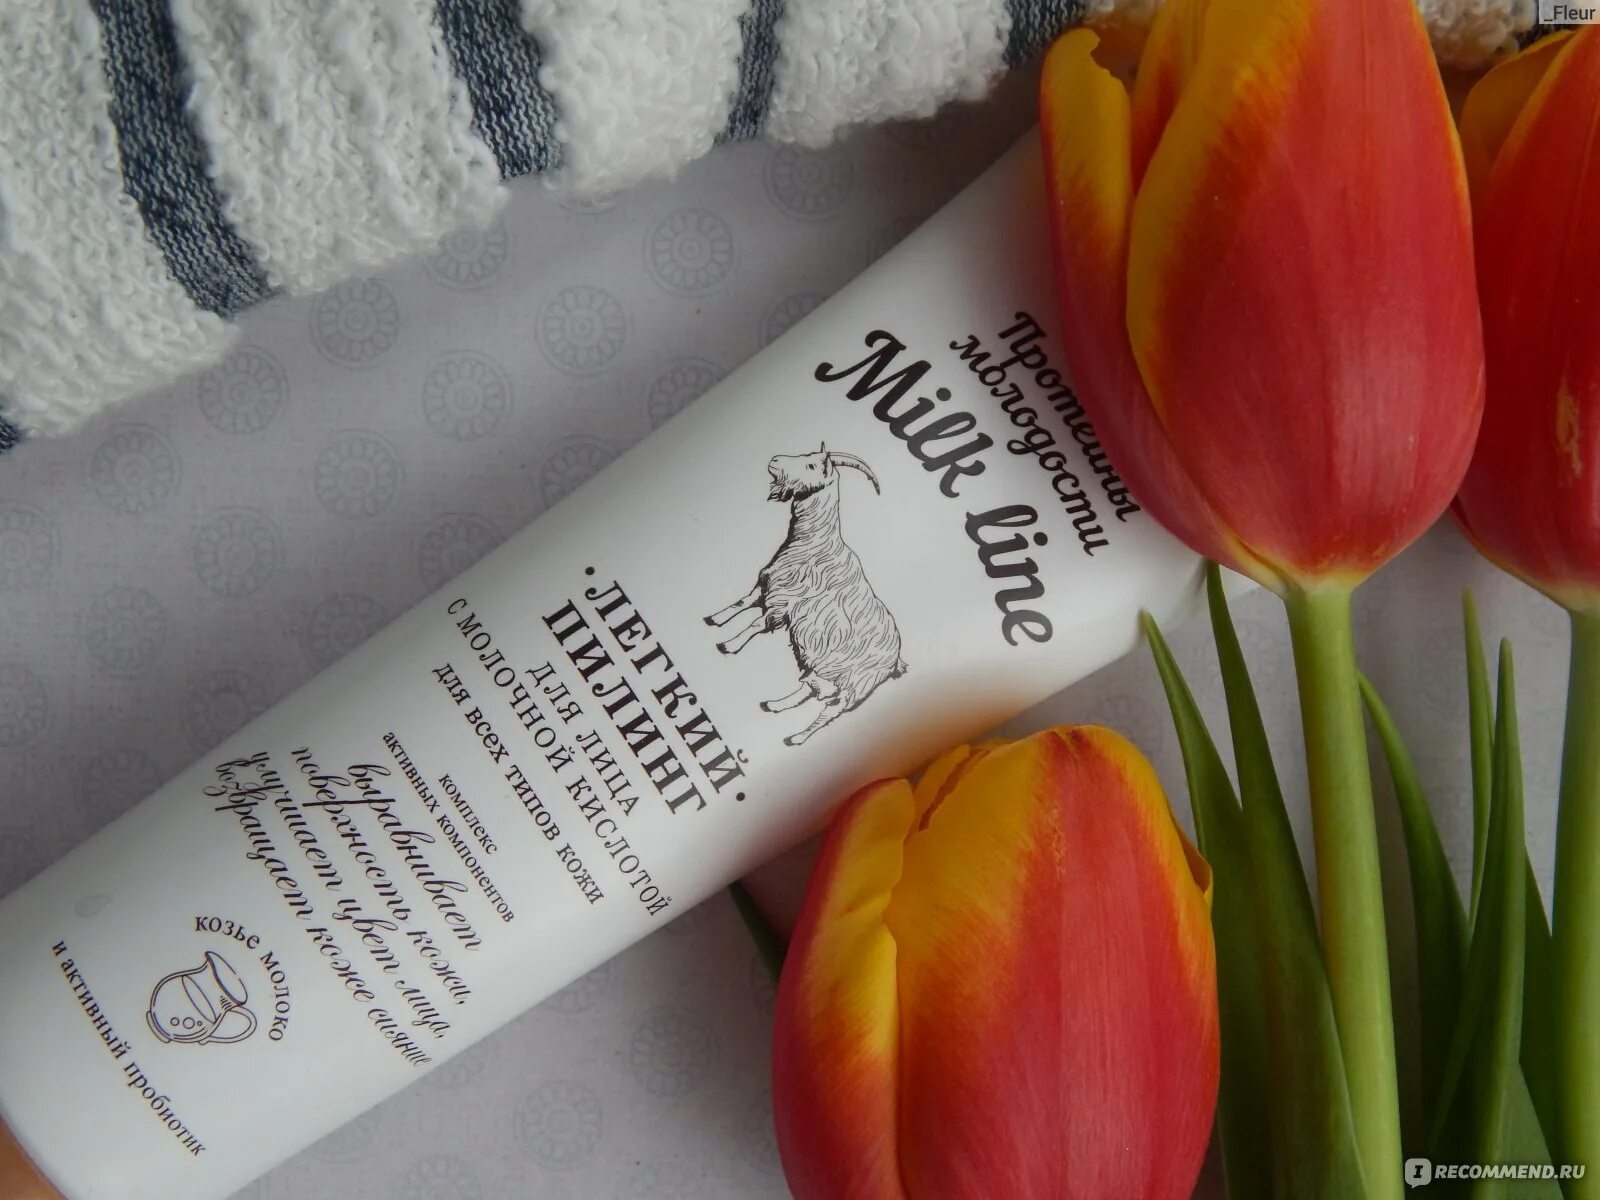 _Fleur
Протеины
молодости
Milk line
·ЛЕГКИЙ·
ПИЛИНГ
ДЛЯ ЛИЦА
С МОЛОЧНОЙ КИСЛОТОЙ
для всех типов кожи
комплекс
активных компонентов
выравнивает
поверхность кожи,
улучшает цвет лица,
возвращает коже сияние
козье молоко
и активный пробиотик
IRECOMMEND.RU